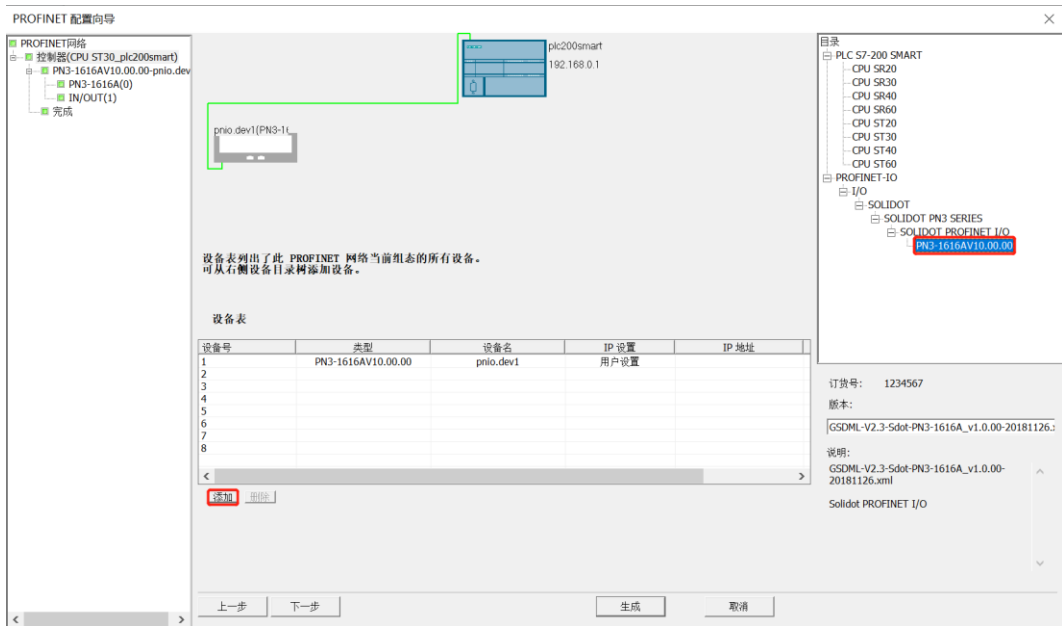 PROFINET 配置向导
PROFINET网络
控制器(CPU ST30_plc200smart)
PN3-1616AV10.00.00-pnio.dev
PN3-1616A(0)
IN/OUT(1)
完成
plc200smart
192.168.0.1
pnio.dev1(PN3-1
设备表列出了此 PROFINET 网络当前组态的所有设备。
可从右侧设备目录树添加设备。
设备表
设备号 类型 设备名 IP 设置 IP 地址
1 PN3-1616AV10.00.00 pnio.dev1 用户设置
2
3
4
5
6
7
8
添加 删除
上一步 下一步 生成 取消
目录
PLC S7-200 SMART
CPU SR20
CPU SR30
CPU SR40
CPU SR60
CPU ST20
CPU ST30
CPU ST40
CPU ST60
PROFINET-IO
I/O
SOLIDOT
SOLIDOT PN3 SERIES
SOLIDOT PROFINET I/O
PN3-1616AV10.00.00
订货号: 1234567
版本:
GSDML-V2.3-Sdot-PN3-1616A_v1.0.00-20181126.x
说明:
GSDML-V2.3-Sdot-PN3-1616A_v1.0.00-
20181126.xml
Solidot PROFINET I/O